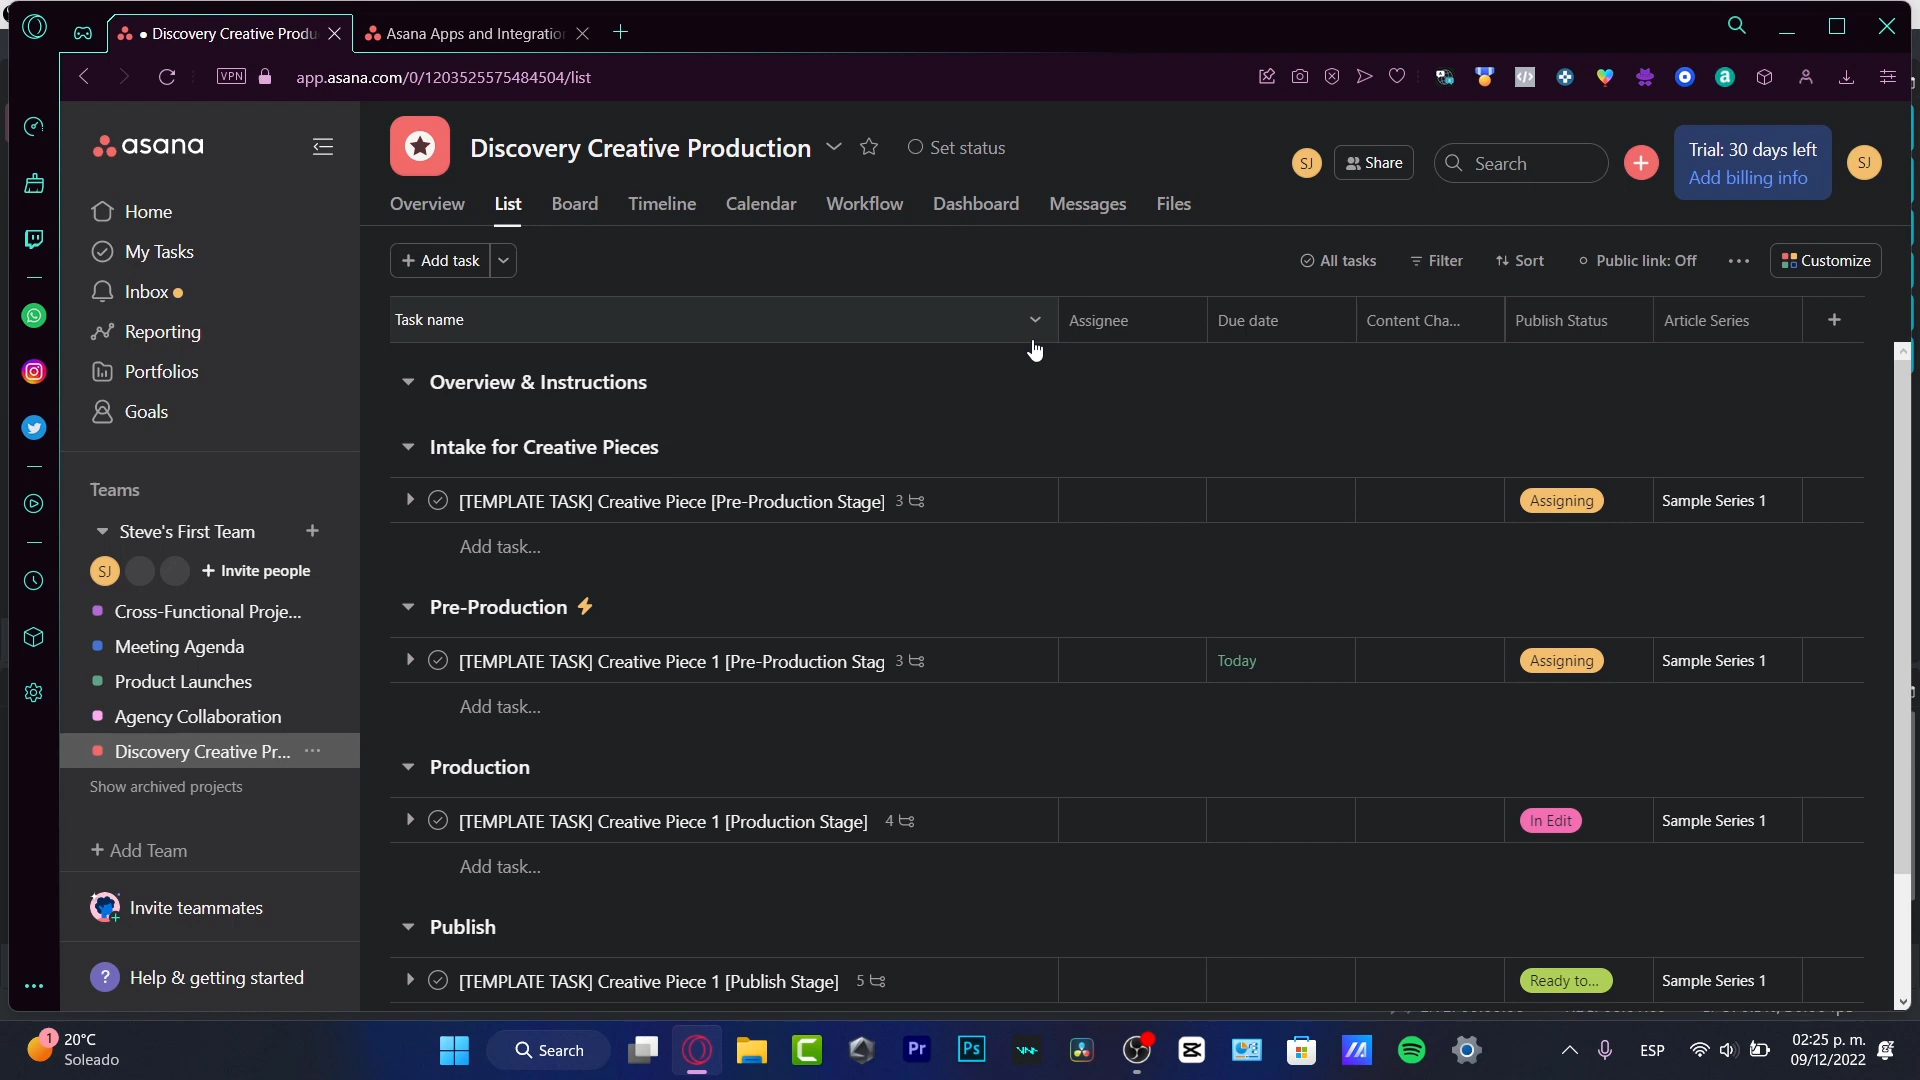 • Discovery Creative Produ
Asana Apps and Integratio
VPN
app.asana.com/0/1203525575484504/list
asana
Home
My Tasks
Inbox
Reporting
Portfolios
Goals
Teams
Steve's First Team
SJ
+ Invite people
Cross-Functional Proje...
Meeting Agenda
Product Launches
Agency Collaboration
Discovery Creative Pr...
Show archived projects
+ Add Team
Invite teammates
? Help & getting started
Discovery Creative Production
Set status
SJ
Share
Search
Trial: 30 days left
Add billing info
SJ
Overview List Board Timeline Calendar Workflow Dashboard Messages Files
+ Add task
All tasks
Filter
Sort
Public link: Off
Customize
Task name Assignee Due date Content Cha... Publish Status Article Series +
Overview & Instructions
Intake for Creative Pieces
[TEMPLATE TASK] Creative Piece [Pre-Production Stage] 3 Assigning Sample Series 1
Add task...
Pre-Production
[TEMPLATE TASK] Creative Piece 1 [Pre-Production Stag 3 Today Assigning Sample Series 1
Add task...
Production
[TEMPLATE TASK] Creative Piece 1 [Production Stage] 4 In Edit Sample Series 1
Add task...
Publish
[TEMPLATE TASK] Creative Piece 1 [Publish Stage] 5 Ready to... Sample Series 1
1
20°C
Soleado
Search
Pr
Ps
ESP
02:25 p. m.
09/12/2022